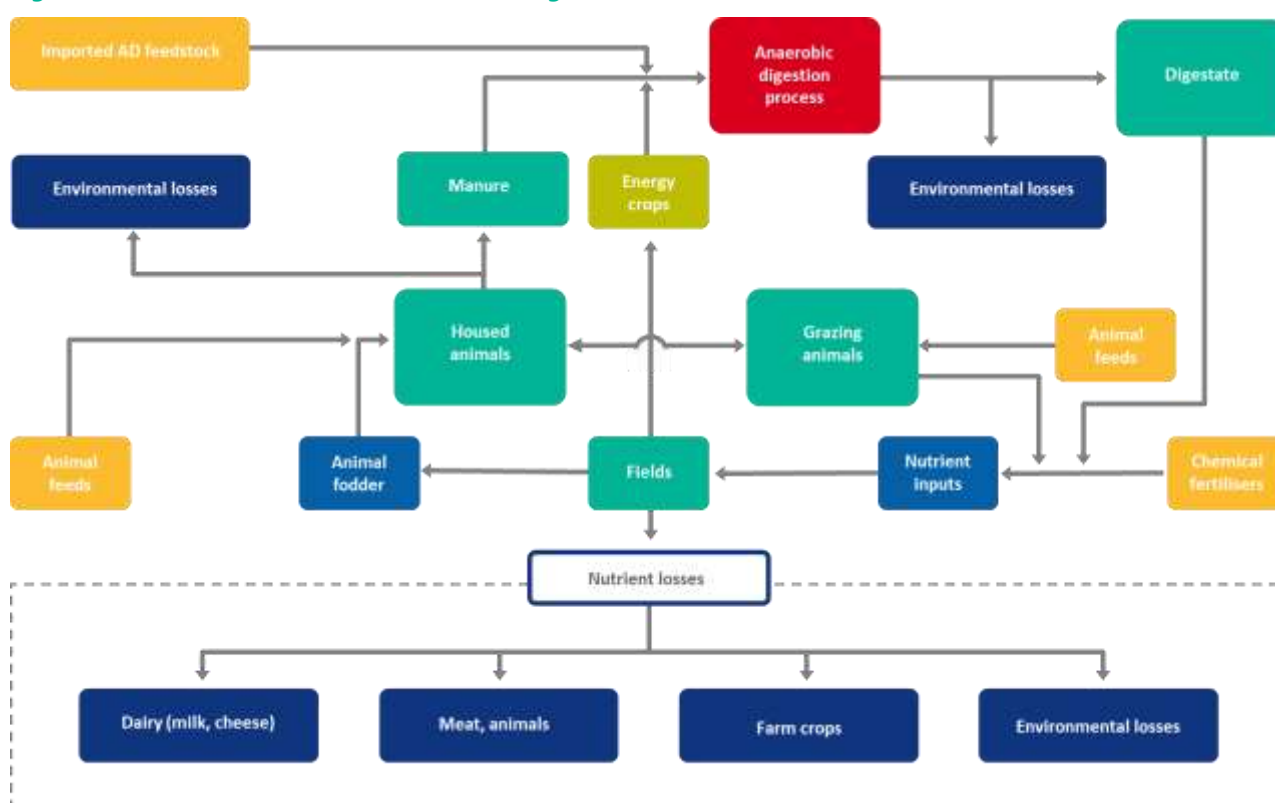 Imported AD feedstock
Anaerobic
digestion
process
Digestate
Environmental losses
Manure
Energy
crops
Environmental losses
Housed
animals
Grazing
animals
Animal
feeds
Animal
feeds
Animal
fodder
Fields
Nutrient
inputs
Chemical
fertilisers
Nutrient losses
Dairy (milk, cheese)
Meat, animals
Farm crops
Environmental losses